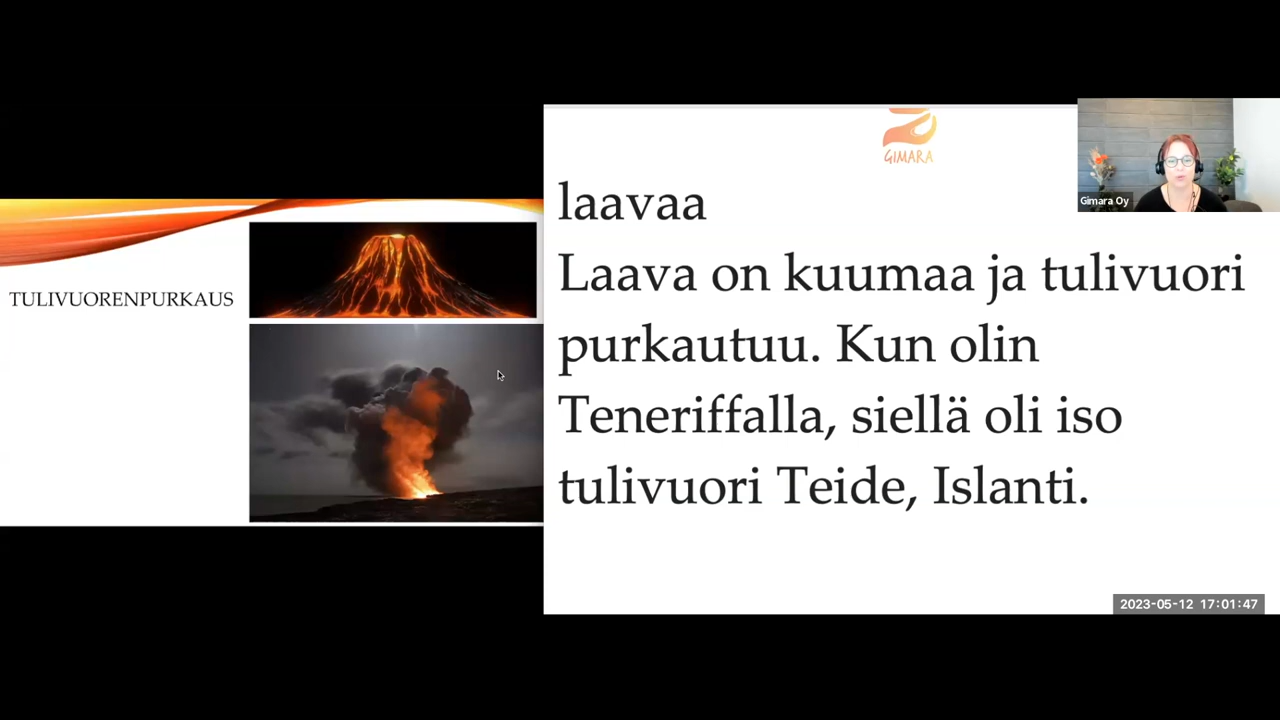 TULIVUORENPURKAUS
GIMARA
laavaa
Laava on kuumaa ja tulivuori
purkautuu. Kun olin
Teneriffalla, siellä oli iso
tulivuori Teide, Islanti.
Gimara Oy
2023-05-12 17:01:47